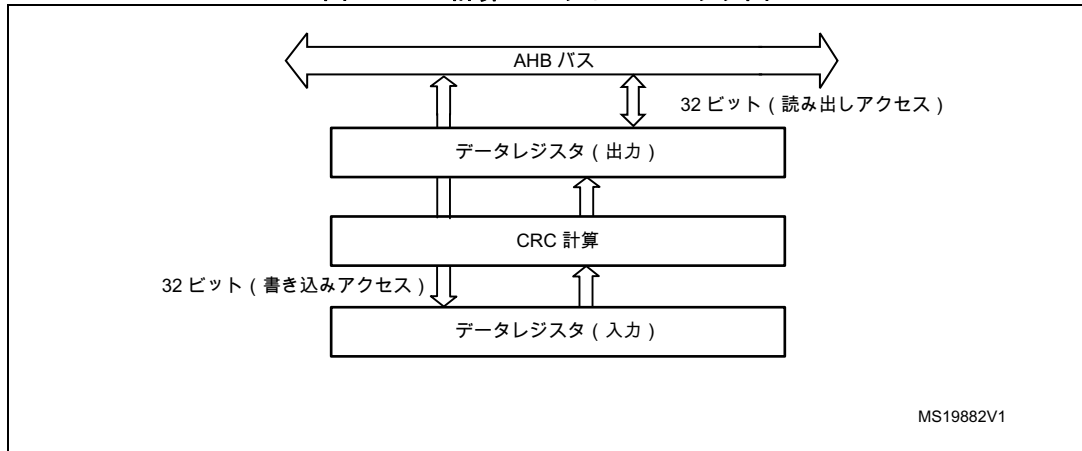 AHB バス
32 ビット ( 読み出しアクセス )
データレジスタ ( 出力 )
CRC 計算
32 ビット ( 書き込みアクセス )
データレジスタ ( 入力 )
MS19882V1